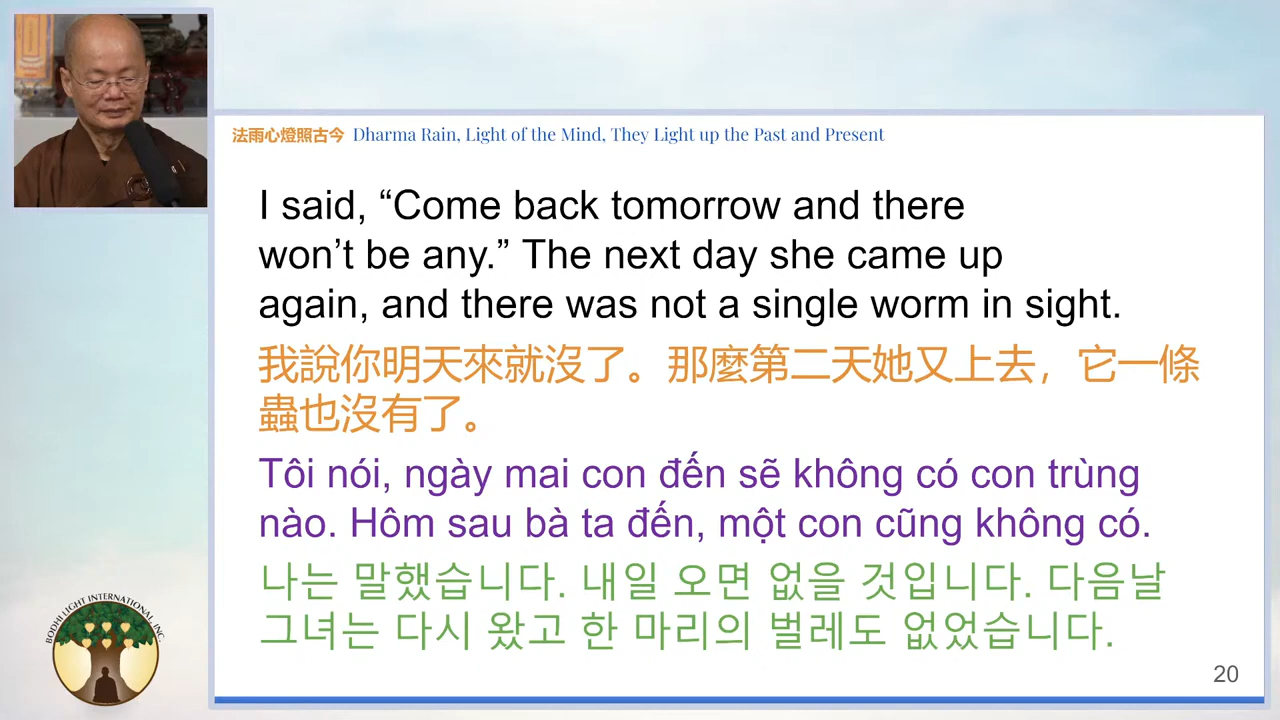 法雨心燈照古今 Dharma Rain, Light of the Mind, They Light up the Past and Present
I said, “Come back tomorrow and there
won’t be any.” The next day she came up
again, and there was not a single worm in sight.
我說你明天來就沒了。那麼第二天她又上去，它一條
蟲也沒有了。
Tôi nói, ngày mai con đến sẽ không có con trùng
nào. Hôm sau bà ta đến, một con cũng không có.
나는 말했습니다. 내일 오면 없을 것입니다. 다음날
그녀는 다시 왔고 한 마리의 벌레도 없었습니다.
BODHI LIGHT INTERNATIONAL, INC.
20